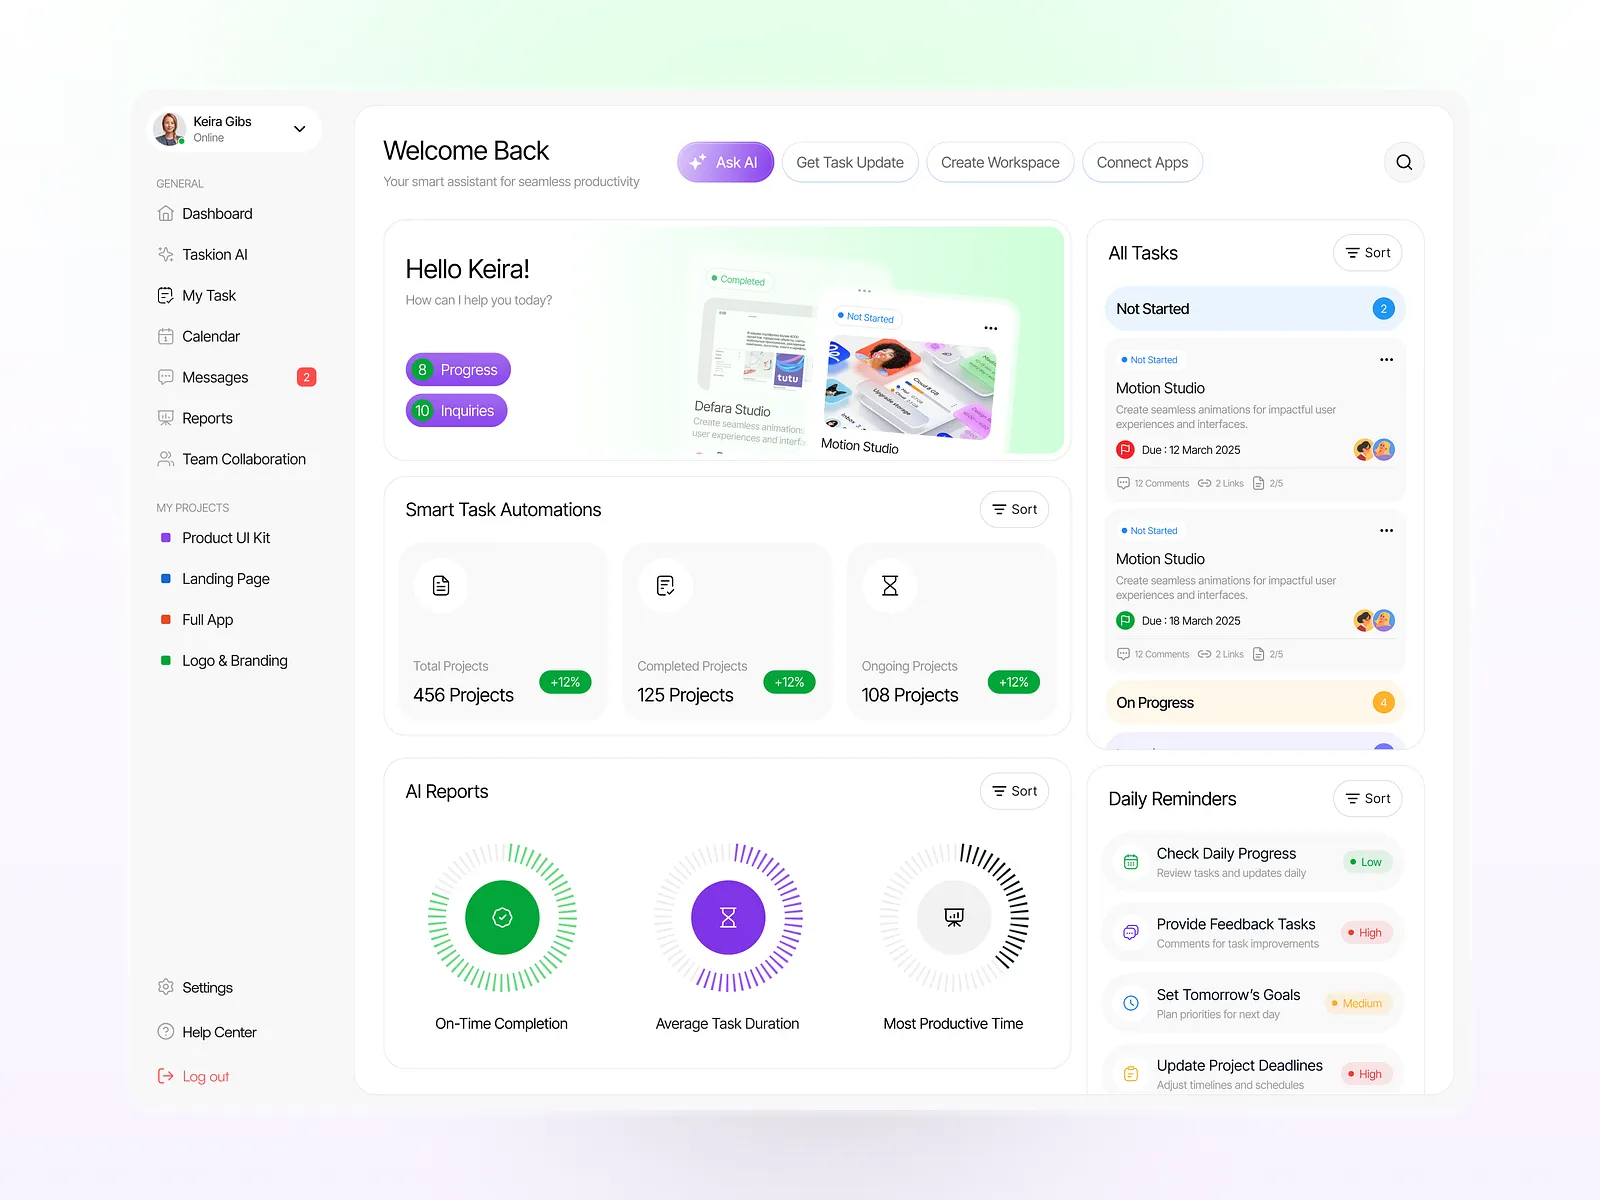 Keira Gibs
Online
GENERAL
Dashboard
Taskion AI
My Task
Calendar
Messages
2
Reports
Team Collaboration
MY PROJECTS
Product UI Kit
Landing Page
Full App
Logo & Branding
Settings
Help Center
Log out
Welcome Back
Your smart assistant for seamless productivity
Ask AI
Get Task Update
Create Workspace
Connect Apps
Hello Keira!
How can I help you today?
8 Progress
10 Inquiries
Completed
tutu
Defara Studio
Create seamless animations
user experiences and interf
Not Started
Cloud 8 GB
Upgrade storage
Inbox
Motion Studio
Smart Task Automations
Sort
Total Projects
456 Projects
+12%
Completed Projects
125 Projects
+12%
Ongoing Projects
108 Projects
+12%
AI Reports
Sort
On-Time Completion
Average Task Duration
Most Productive Time
All Tasks
Sort
Not Started
2
Not Started
Motion Studio
Create seamless animations for impactful user
experiences and interfaces.
Due : 12 March 2025
12 Comments 2 Links 2/5
Not Started
Motion Studio
Create seamless animations for impactful user
experiences and interfaces.
Due : 18 March 2025
12 Comments 2 Links 2/5
On Progress
4
Daily Reminders
Sort
Check Daily Progress
Review tasks and updates daily
Low
Provide Feedback Tasks
Comments for task improvements
High
Set Tomorrow's Goals
Plan priorities for next day
Medium
Update Project Deadlines
Adjust timelines and schedules
High